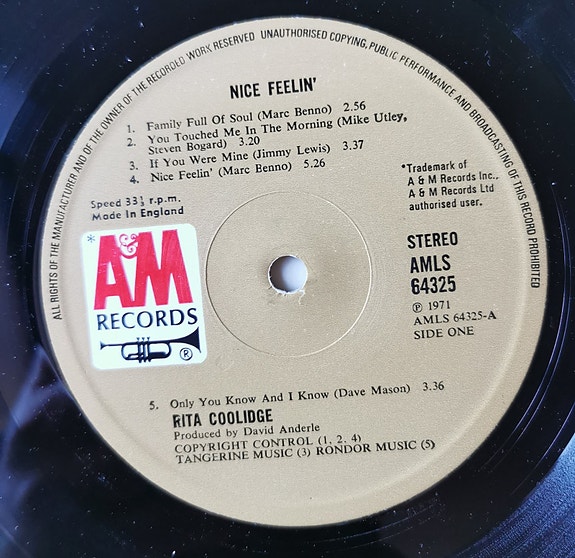 ALL RIGHTS OF THE MANUFACTURER AND OF THE OWNER OF THE RECORDED WORK RESERVED UNAUTHORISED COPYING, PUBLIC PERFORMANCE AND BROADCASTING OF THIS RECORD PROHIBITED
NICE FEELIN'
1. Family Full Of Soul (Marc Benno) 2.56
2. You Touched Me In The Morning (Mike Utley,
Steven Bogard) 3.20
3. If You Were Mine (Jimmy Lewis) 3.37
4. Nice Feelin' (Marc Benno) 5.26
Speed 33⅓ r.p.m.
Made in England
*Trademark of
A & M Records Inc.,
A & M Records Ltd
authorised user.
* A&M
RECORDS
®
STEREO
AMLS
64325
℗ 1971
AMLS 64325-A
SIDE ONE
5. Only You Know And I Know (Dave Mason) 3.36
RITA COOLIDGE
Produced by David Anderle
COPYRIGHT CONTROL (1, 2, 4)
TANGERINE MUSIC (3) RONDOR MUSIC (5)